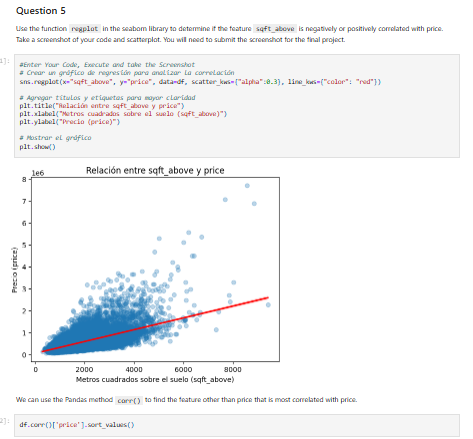 Question 5
Use the function regplot in the seaborn library to determine if the feature sqft_above is negatively or positively correlated with price.
Take a screenshot of your code and scatterplot. You will need to submit the screenshot for the final project.
#Enter Your Code, Execute and take the Screenshot
# Crear un gráfico de regresión para analizar la correlación
sns.regplot(x="sqft_above", y="price", data=df, scatter_kws={"alpha":0.3}, line_kws={"color": "red"})
# Agregar títulos y etiquetas para mayor claridad
plt.title("Relación entre sqft_above y price")
plt.xlabel("Metros cuadrados sobre el suelo (sqft_above)")
plt.ylabel("Precio (price)")
# Mostrar el gráfico
plt.show()
1e6
Relación entre sqft_above y price
8
7
6
5
4
3
2
1
0
Precio (price)
0 2000 4000 6000 8000
Metros cuadrados sobre el suelo (sqft_above)
We can use the Pandas method corr() to find the feature other than price that is most correlated with price.
df.corr()['price'].sort_values()